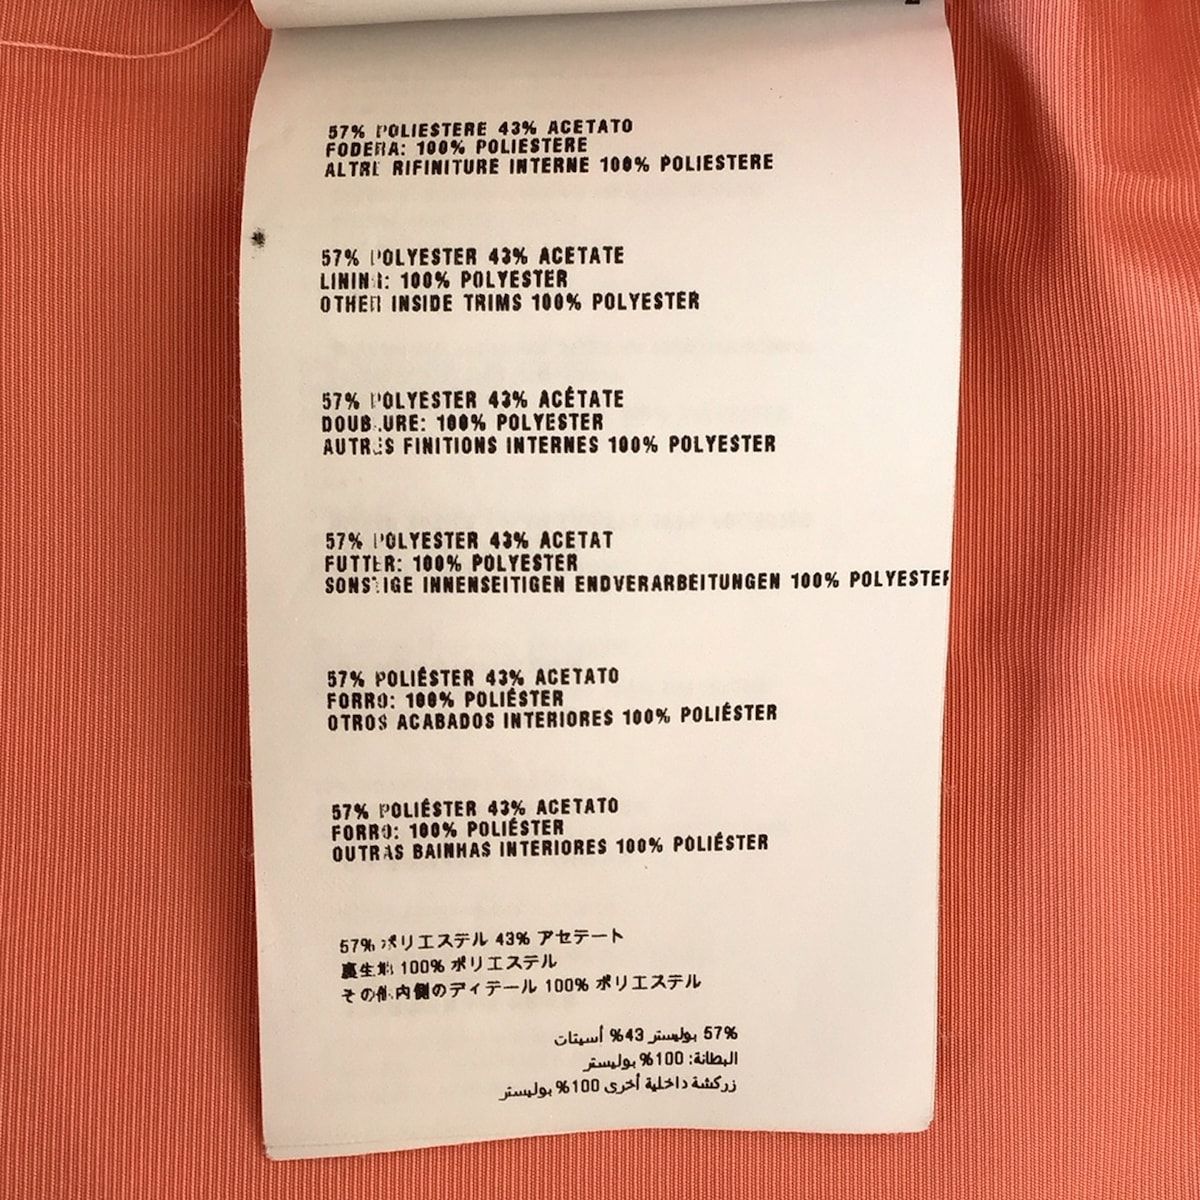 57% POLIESTERE 43% ACETATO
FODERA: 100% POLIESTERE
ALTRE RIFINITURE INTERNE 100% POLIESTERE
57% POLYESTER 43% ACETATE
LINING: 100% POLYESTER
OTHER INSIDE TRIMS 100% POLYESTER
57% POLYESTER 43% ACÉTATE
DOUBLURE: 100% POLYESTER
AUTRES FINITIONS INTERNES 100% POLYESTER
57% POLYESTER 43% ACETAT
FUTTER: 100% POLYESTER
SONSTIGE INNENSEITIGEN ENDVERARBEITUNGEN 100% POLYESTER
57% POLIÉSTER 43% ACETATO
FORRO: 100% POLIÉSTER
OTROS ACABADOS INTERIORES 100% POLIÉSTER
57% POLIÉSTER 43% ACETATO
FORRO: 100% POLIÉSTER
OUTRAS BAINHAS INTERIORES 100% POLIÉSTER
57% ポリエステル 43% アセテート
裏生地 100% ポリエステル
その他内側のディテール 100% ポリエステル
57% بوليستر 43% أسيتات
البطانة: 100% بوليستر
زركشة داخلية أخرى 100% بوليستر